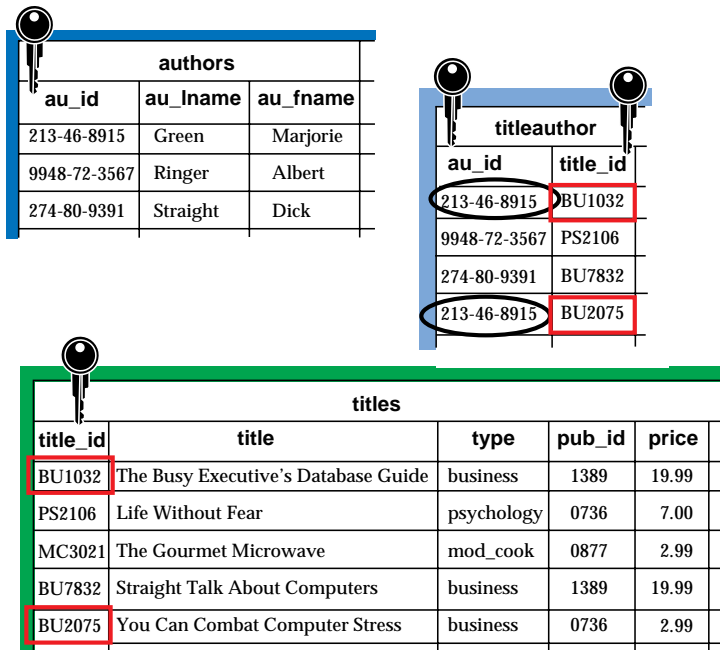 authors
au_id au_lname au_fname
213-46-8915 Green Marjorie
9948-72-3567 Ringer Albert
274-80-9391 Straight Dick
titleauthor
au_id title_id
213-46-8915 BU1032
9948-72-3567 PS2106
274-80-9391 BU7832
213-46-8915 BU2075
titles
title_id title type pub_id price
BU1032 The Busy Executive’s Database Guide business 1389 19.99
PS2106 Life Without Fear psychology 0736 7.00
MC3021 The Gourmet Microwave mod_cook 0877 2.99
BU7832 Straight Talk About Computers business 1389 19.99
BU2075 You Can Combat Computer Stress business 0736 2.99